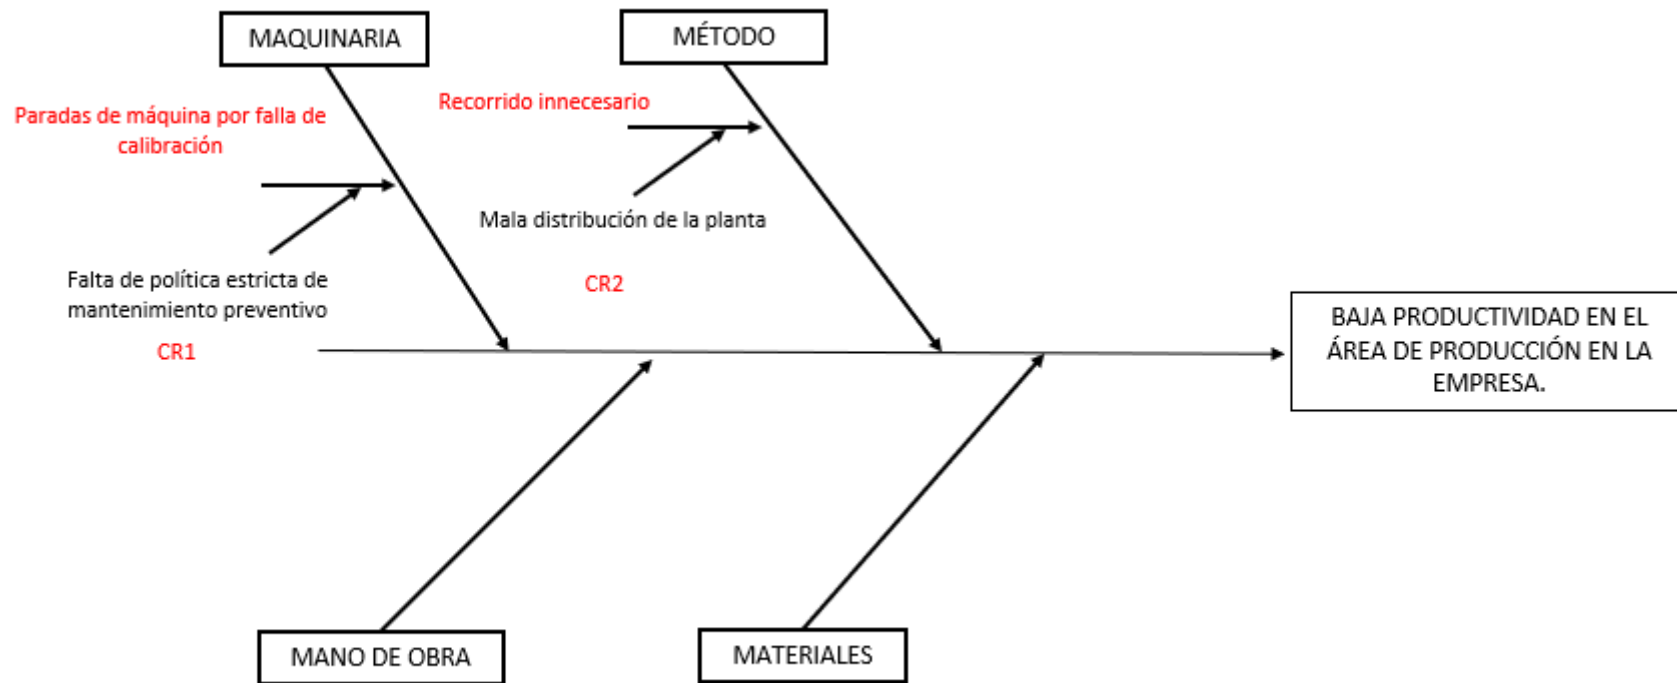 MAQUINARIA
MÉTODO
Paradas de máquina por falla de
calibración
Recorrido innecesario
Mala distribución de la planta
CR2
Falta de política estricta de
mantenimiento preventivo
CR1
BAJA PRODUCTIVIDAD EN EL
ÁREA DE PRODUCCIÓN EN LA
EMPRESA.
MANO DE OBRA
MATERIALES